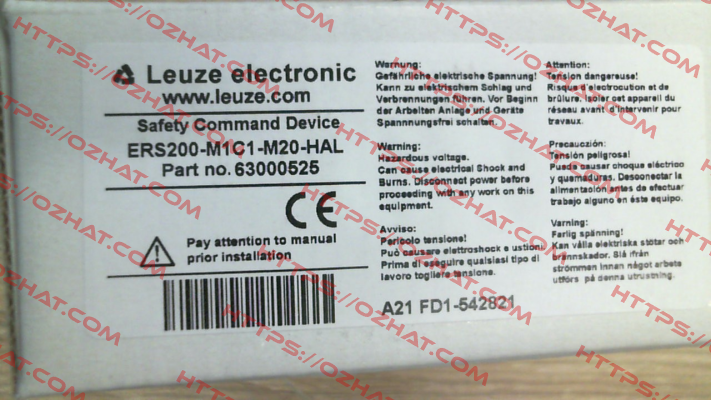 Leuze electronic
www.leuze.com
Safety Command Device
ERS200-M1C1-M20-HAL
Part no. 63000525
CE
Pay attention to manual
prior installation
Warnung:
Gefährliche elektrische Spannung!
Kann zu elektrischem Schlag und
Verbrennungen führen. Vor Beginn
der Arbeiten Anlage und Geräte
Spannnungsfrei schalten.
Warning:
Hazardous voltage.
Can cause electrical Shock and
Burns. Disconnect power before
proceeding with any work on this
equipment.
Avviso:
Pericolo tensione!
Può causare elettroshock e ustioni
Prima di eseguire qualsiasi tipo di
lavoro togliere tensione.
Attention:
Tension dangereuse!
Risque d'electrocution et de
brûlure. Isoler cet appareil du
réseau avant d'intervenir pour
travaux.
Precaución:
Tensión peligrosa!
Puede causar choque eléctrico
y quemaduras. Desconectar la
alimentación antes de efectuar
trabajo alguno en éste equipo.
Varning:
Farlig spänning!
Kan vålla elektriska stötar och
brännskador. Slå ifrån
strömmen innan något arbete
utförs på denna utrustning.
A21 FD1-542821
HTTPS://OZHAT.COM